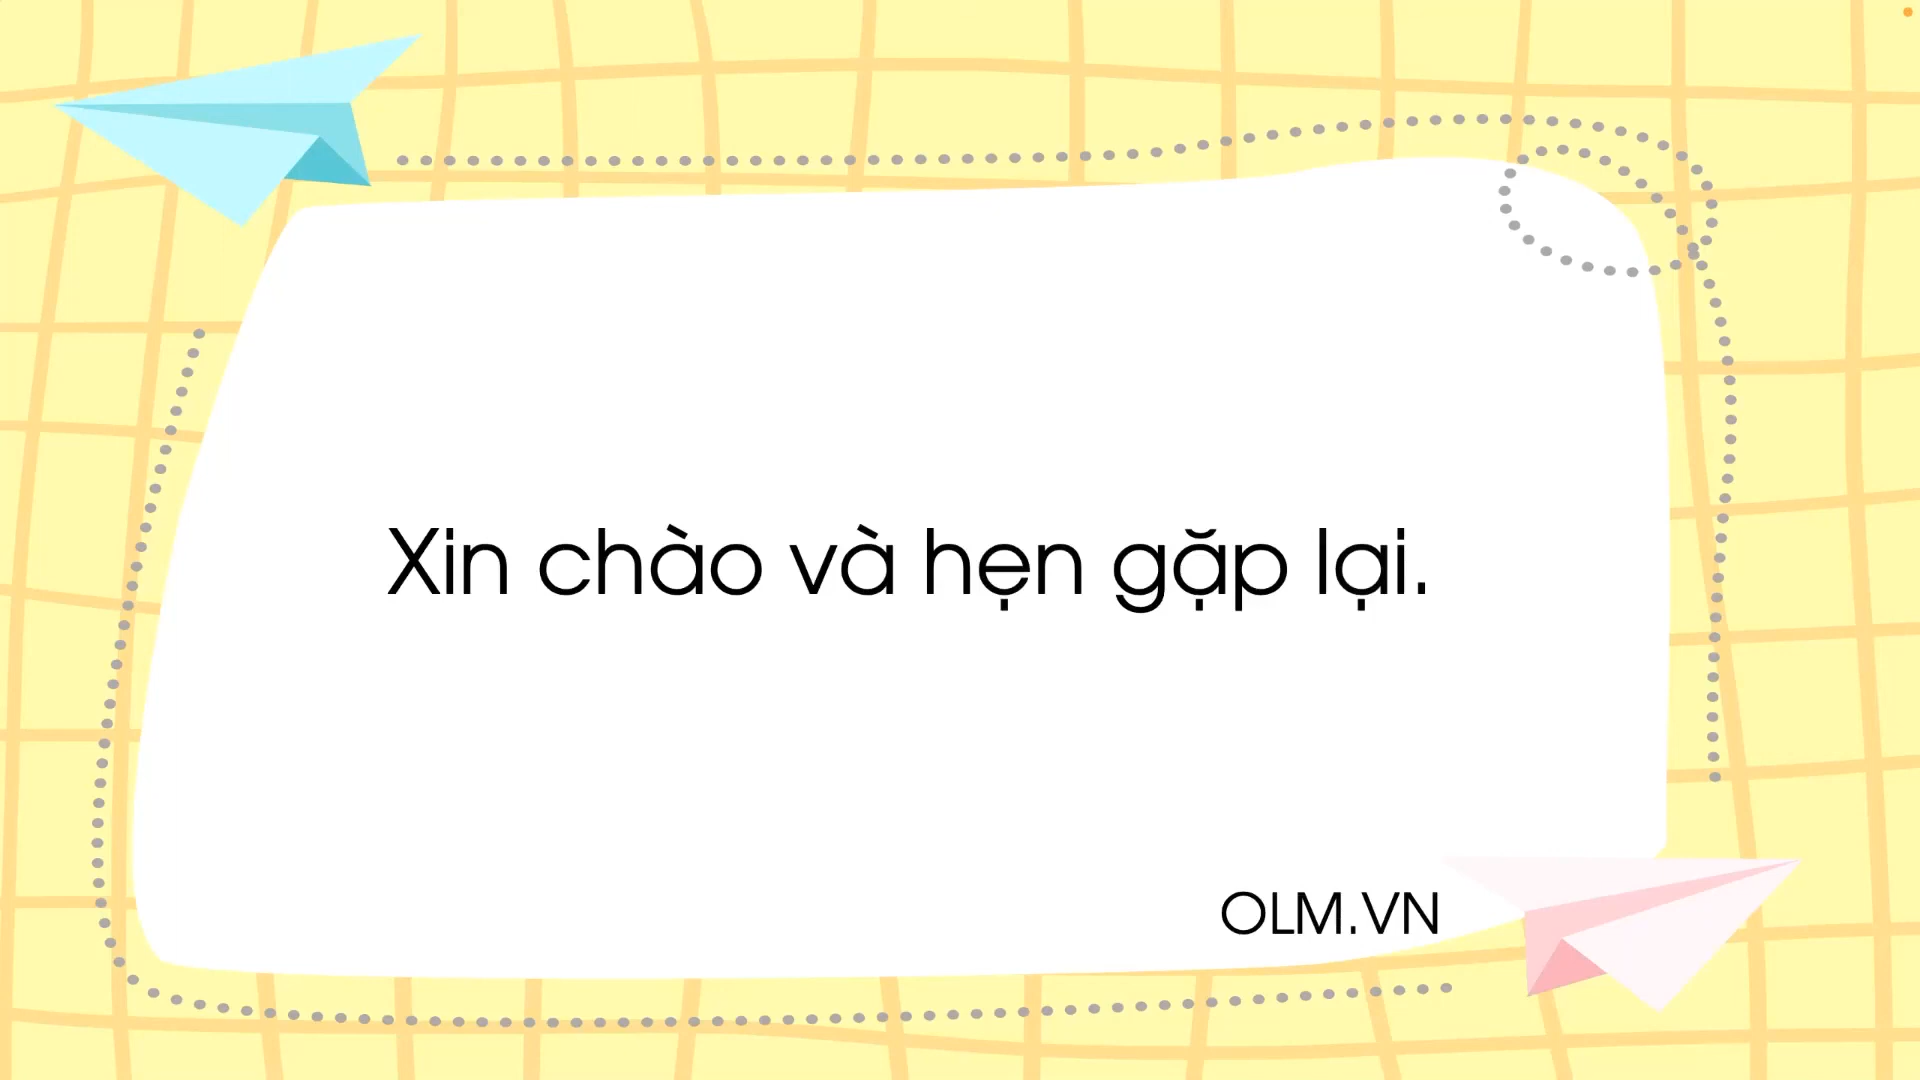 Xin chào và hẹn gặp lại.
OLM.VN